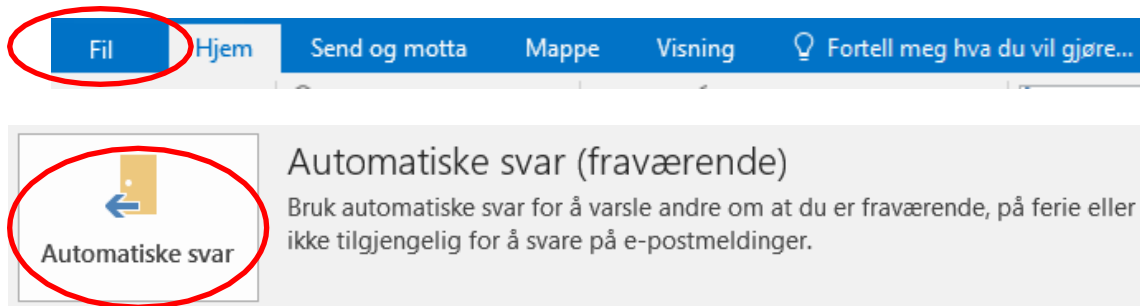 Fil Hjem Send og motta Mappe Visning Fortell meg hva du vil gjøre...
Automatiske svar (fraværende)
Bruk automatiske svar for å varsle andre om at du er fraværende, på ferie eller
ikke tilgjengelig for å svare på e-postmeldinger.
Automatiske svar